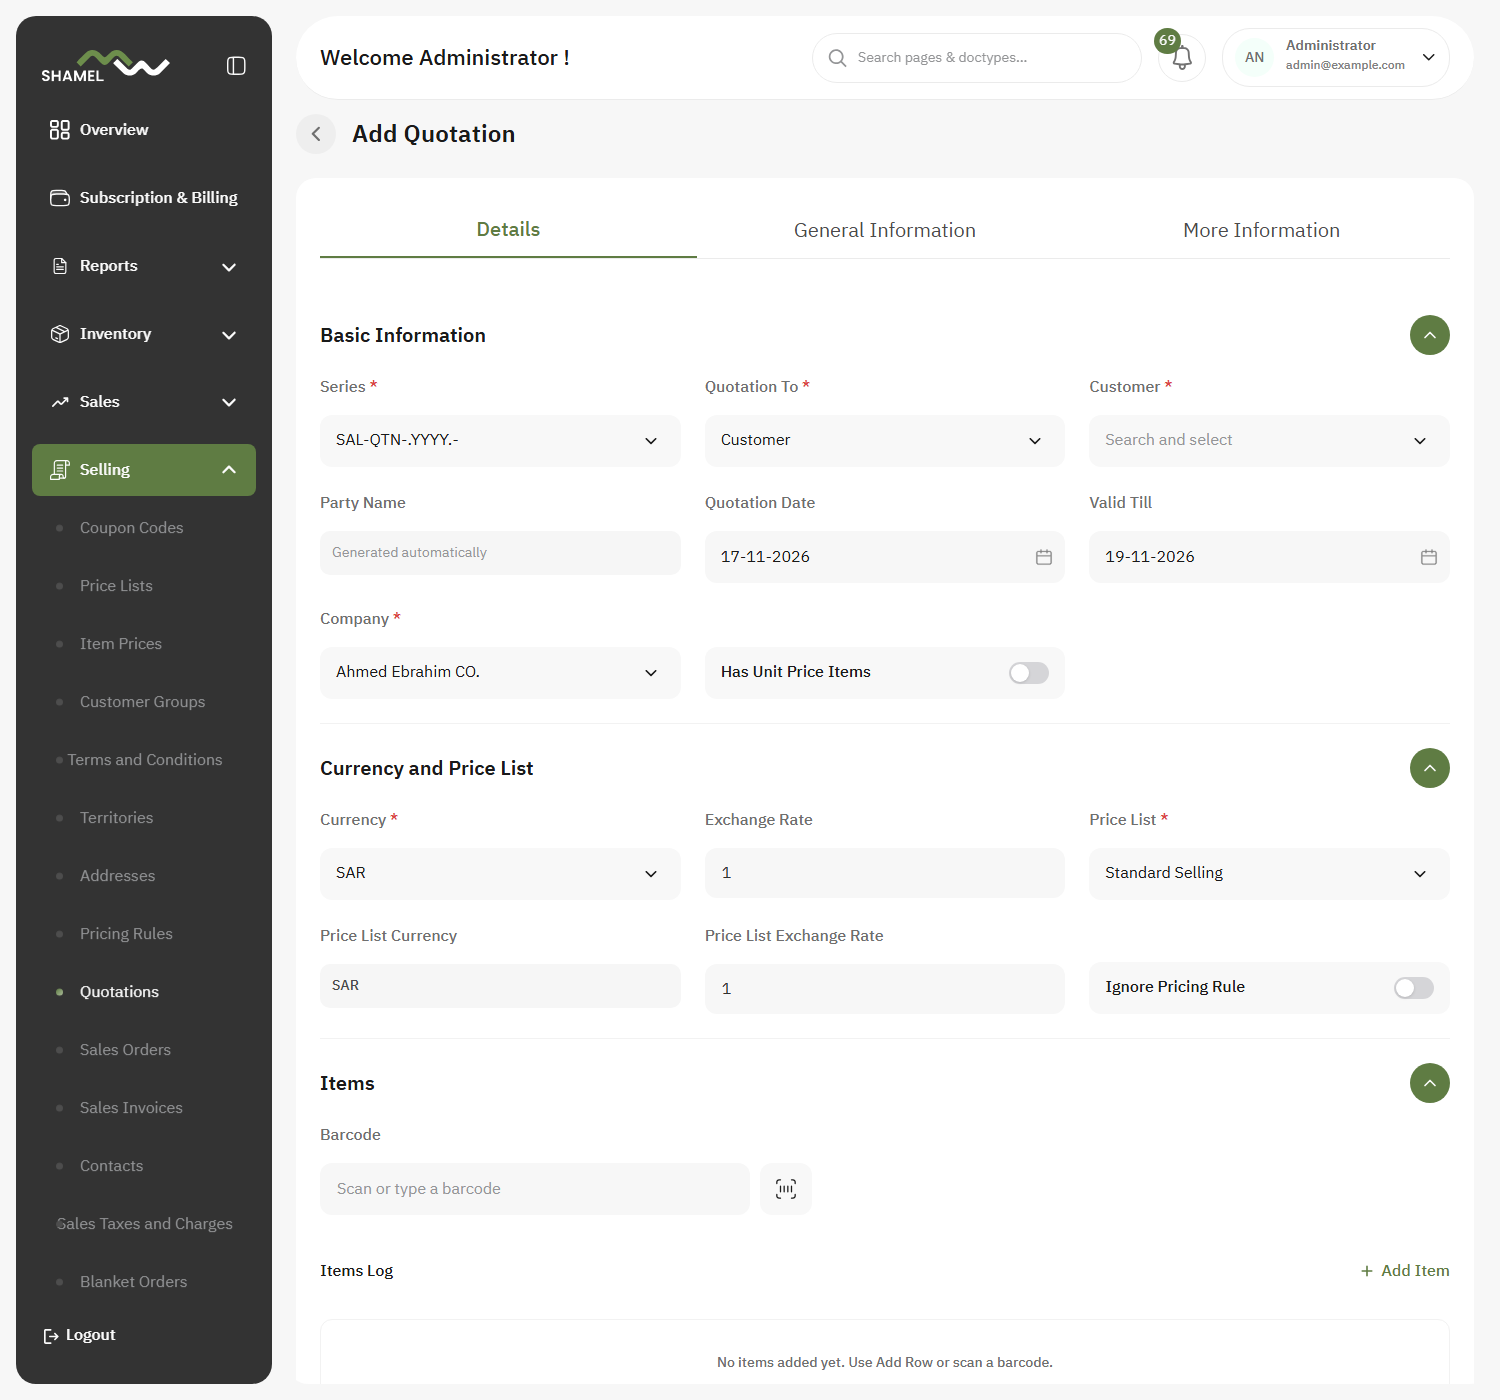 SHAMEL
Overview
Subscription & Billing
Reports
Inventory
Sales
Selling
Coupon Codes
Price Lists
Item Prices
Customer Groups
Terms and Conditions
Territories
Addresses
Pricing Rules
Quotations
Sales Orders
Sales Invoices
Contacts
Sales Taxes and Charges
Blanket Orders
Logout
Welcome Administrator !
Search pages & doctypes...
69
AN
Administrator
admin@example.com
Add Quotation
Details
General Information
More Information
Basic Information
Series *
Quotation To *
Customer *
SAL-QTN-.YYYY.-
Customer
Search and select
Party Name
Quotation Date
Valid Till
Generated automatically
17-11-2026
19-11-2026
Company *
Ahmed Ebrahim CO.
Has Unit Price Items
Currency and Price List
Currency *
Exchange Rate
Price List *
SAR
1
Standard Selling
Price List Currency
Price List Exchange Rate
SAR
1
Ignore Pricing Rule
Items
Barcode
Scan or type a barcode
Items Log
+ Add Item
No items added yet. Use Add Row or scan a barcode.